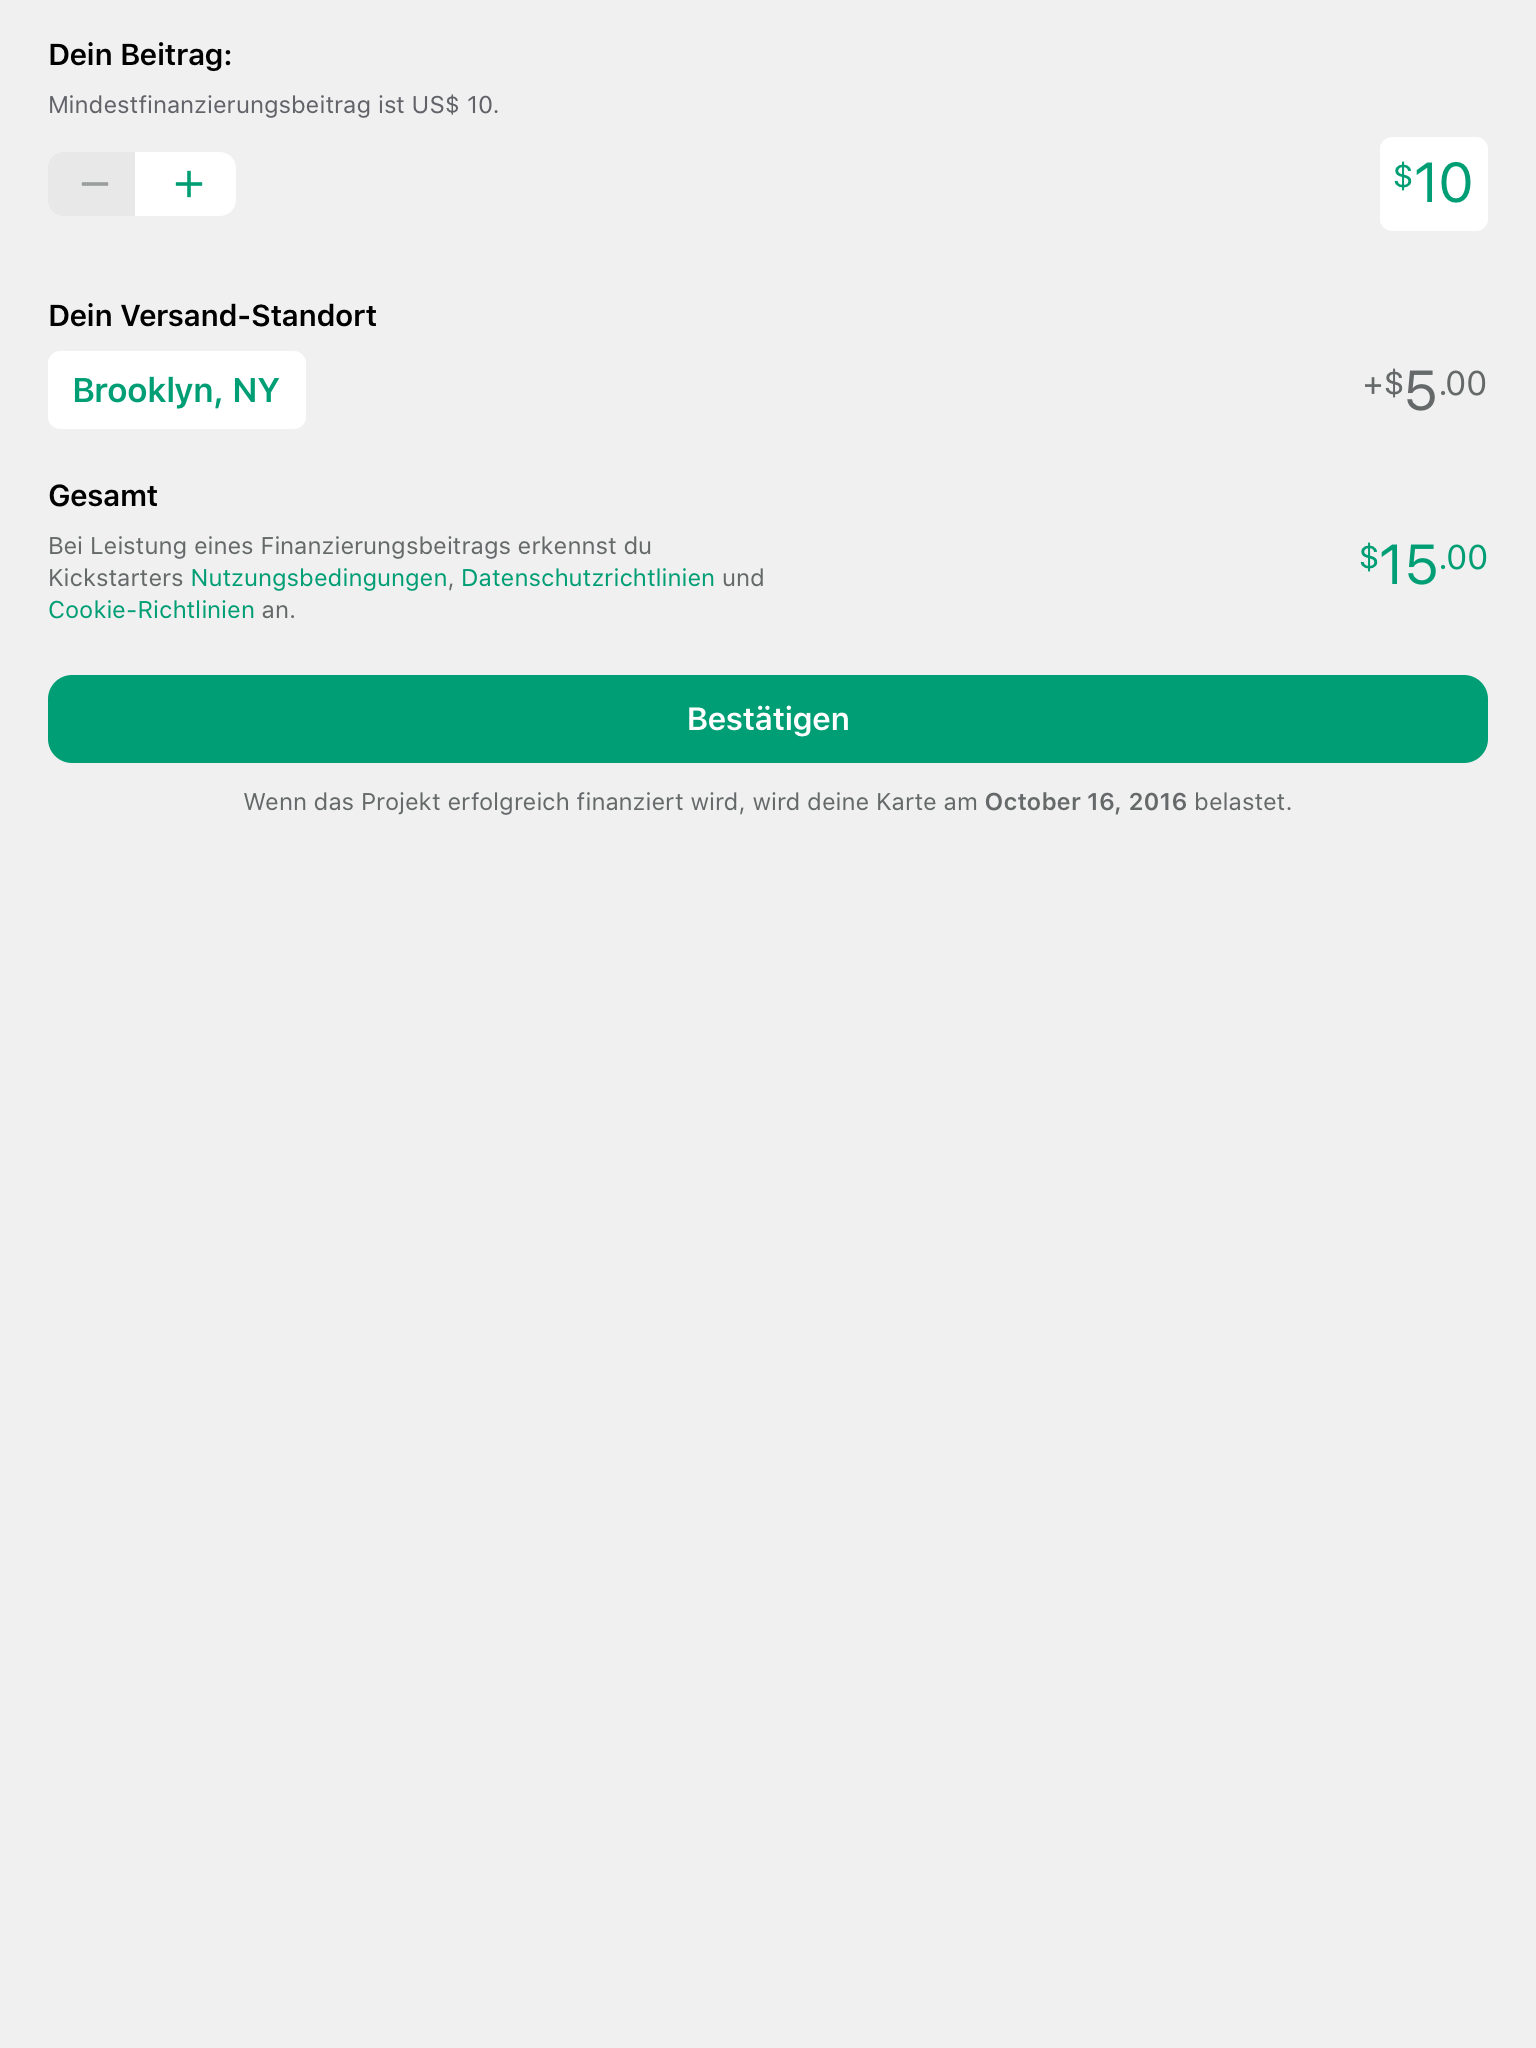 Dein Beitrag:
Mindestfinanzierungsbeitrag ist US$ 10.
− +
$10
Dein Versand-Standort
Brooklyn, NY
+$5.00
Gesamt
Bei Leistung eines Finanzierungsbeitrags erkennst du
Kickstarters Nutzungsbedingungen, Datenschutzrichtlinien und
Cookie-Richtlinien an.
$15.00
Bestätigen
Wenn das Projekt erfolgreich finanziert wird, wird deine Karte am October 16, 2016 belastet.